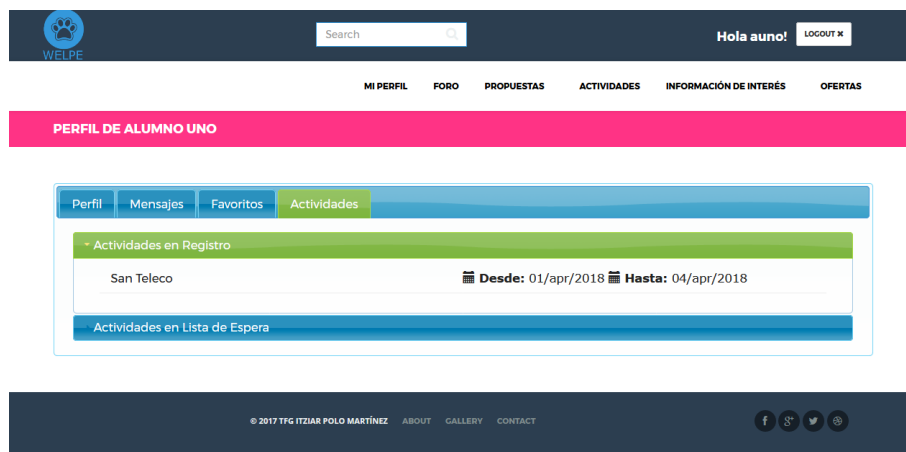 WELPE
Search
Hola auno!
LOGOUT ✖
MI PERFIL FORO PROPUESTAS ACTIVIDADES INFORMACIÓN DE INTERÉS OFERTAS
PERFIL DE ALUMNO UNO
Perfil Mensajes Favoritos Actividades
Actividades en Registro
San Teleco Desde: 01/apr/2018 Hasta: 04/apr/2018
Actividades en Lista de Espera
© 2017 TFG ITZIAR POLO MARTÍNEZ ABOUT GALLERY CONTACT